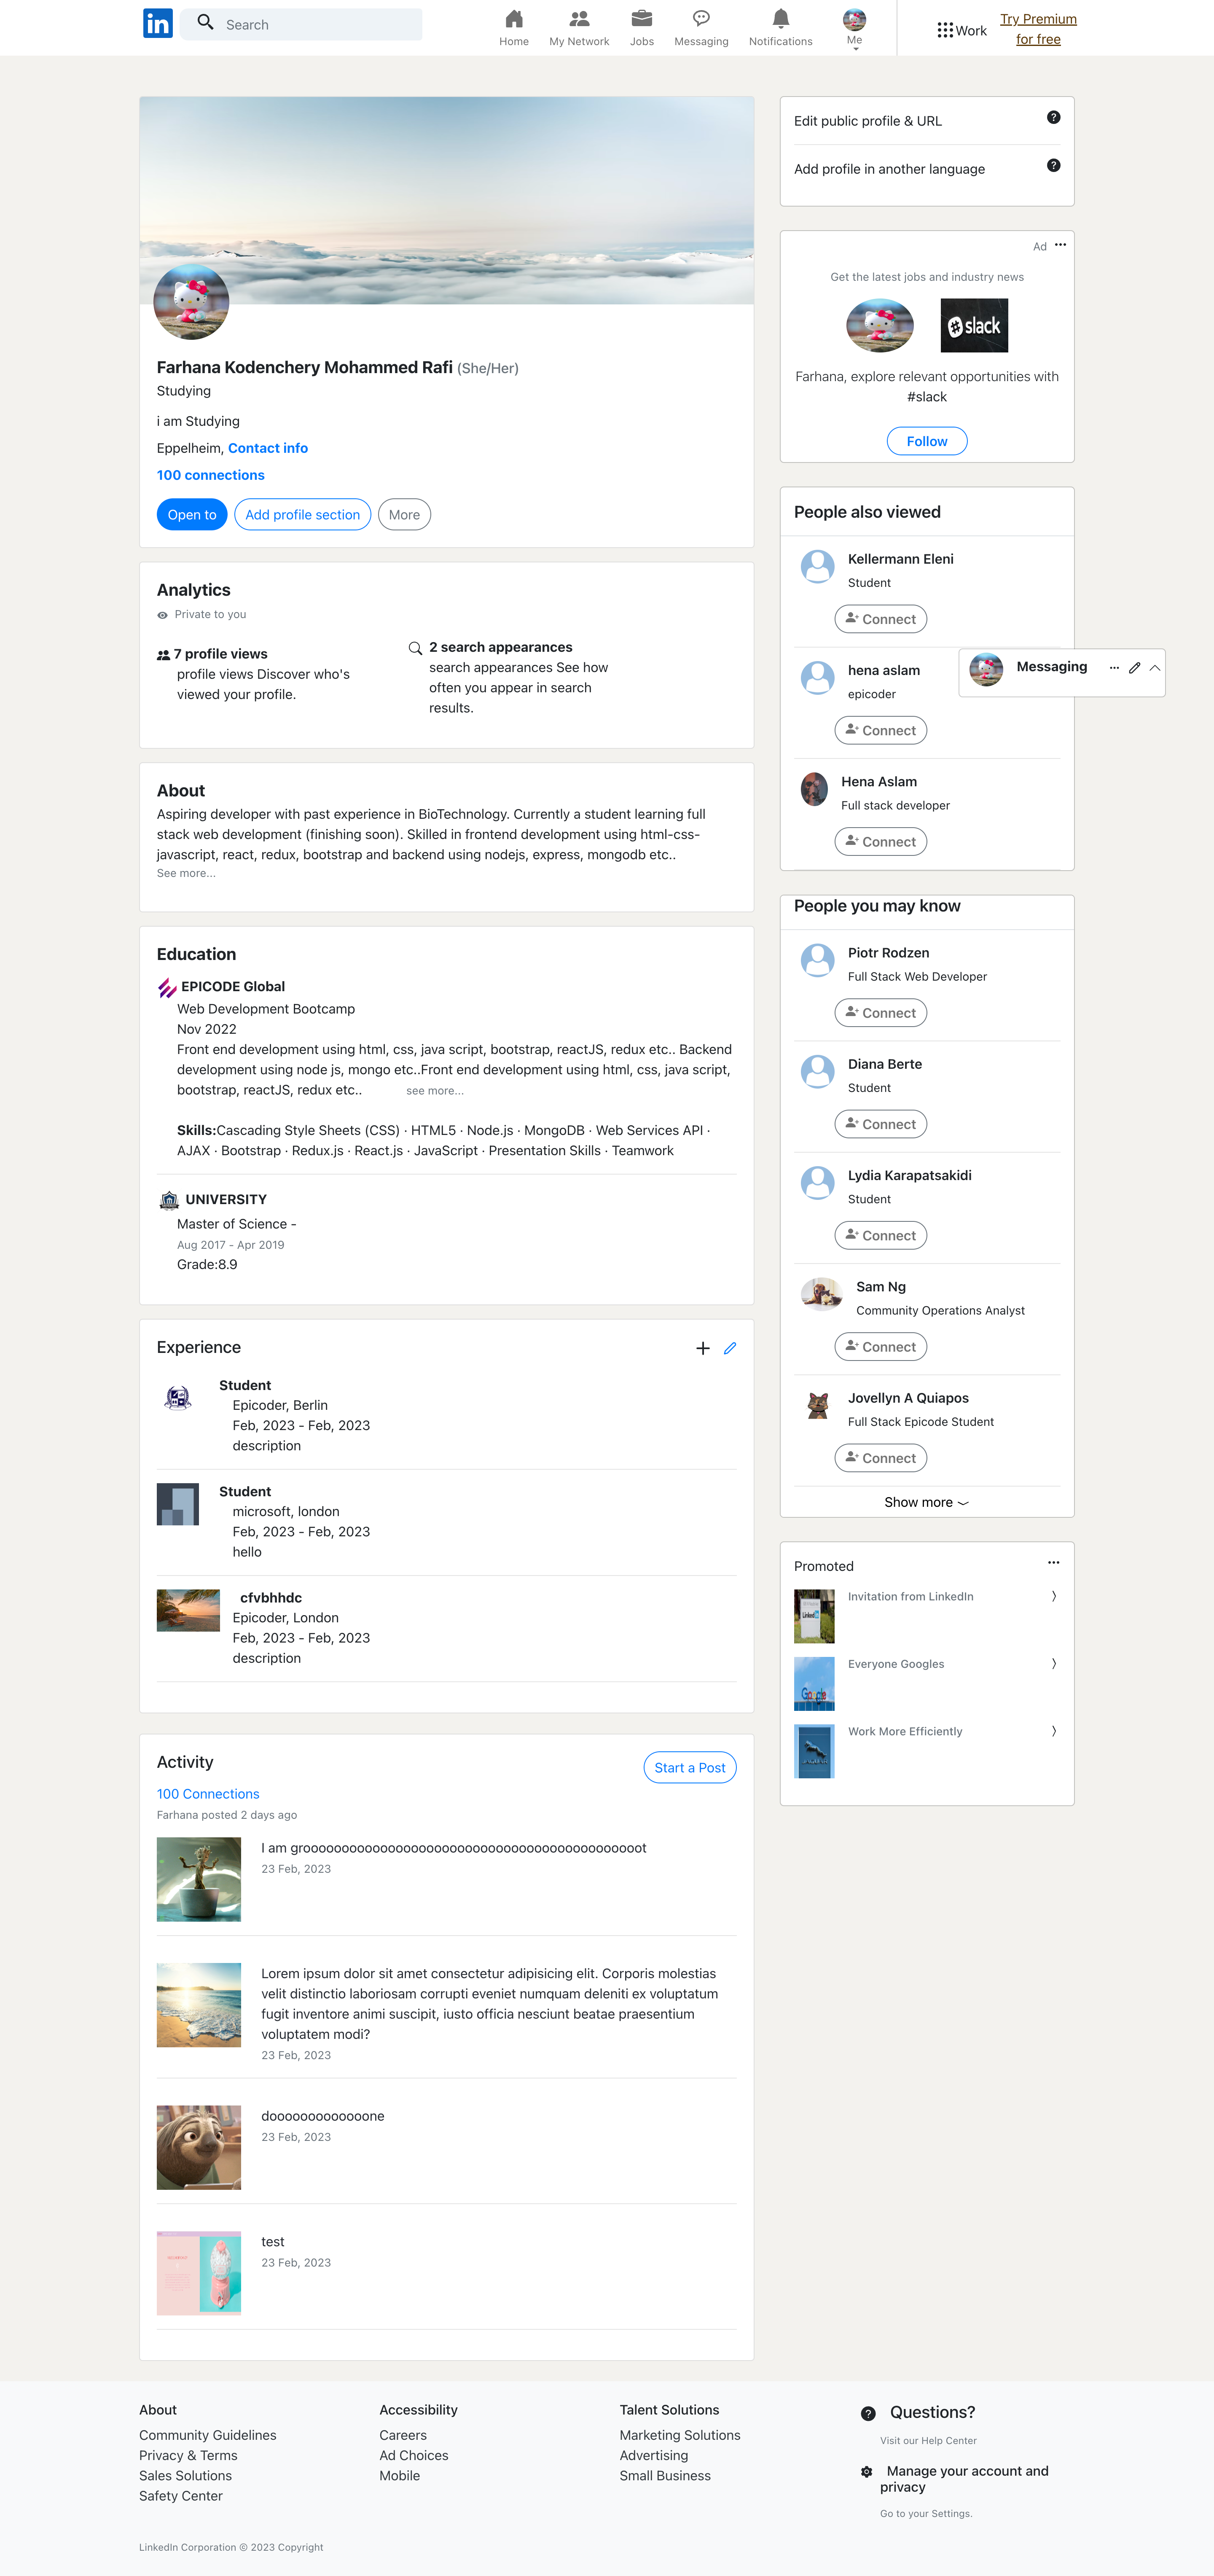 in
Search
Home
My Network
Jobs
Messaging
Notifications
Me
Work
Try Premium
for free
Farhana Kodenchery Mohammed Rafi (She/Her)
Studying
i am Studying
Eppelheim, Contact info
100 connections
Open to
Add profile section
More
Analytics
Private to you
7 profile views
profile views Discover who's
viewed your profile.
2 search appearances
search appearances See how
often you appear in search
results.
About
Aspiring developer with past experience in BioTechnology. Currently a student learning full
stack web development (finishing soon). Skilled in frontend development using html-css-
javascript, react, redux, bootstrap and backend using nodejs, express, mongodb etc..
See more...
Education
EPICODE Global
Web Development Bootcamp
Nov 2022
Front end development using html, css, java script, bootstrap, reactJS, redux etc.. Backend
development using node js, mongo etc..Front end development using html, css, java script,
bootstrap, reactJS, redux etc.. see more...
Skills:Cascading Style Sheets (CSS) · HTML5 · Node.js · MongoDB · Web Services API ·
AJAX · Bootstrap · Redux.js · React.js · JavaScript · Presentation Skills · Teamwork
UNIVERSITY
Master of Science -
Aug 2017 - Apr 2019
Grade:8.9
Experience
Student
Epicoder, Berlin
Feb, 2023 - Feb, 2023
description
Student
microsoft, london
Feb, 2023 - Feb, 2023
hello
cfvbhhdc
Epicoder, London
Feb, 2023 - Feb, 2023
description
Activity
Start a Post
100 Connections
Farhana posted 2 days ago
I am grooooooooooooooooooooooooooooooooooooooooooooot
23 Feb, 2023
Lorem ipsum dolor sit amet consectetur adipisicing elit. Corporis molestias
velit distinctio laboriosam corrupti eveniet numquam deleniti ex voluptatum
fugit inventore animi suscipit, iusto officia nesciunt beatae praesentium
voluptatem modi?
23 Feb, 2023
dooooooooooooone
23 Feb, 2023
test
23 Feb, 2023
Edit public profile & URL
Add profile in another language
Ad
Get the latest jobs and industry news
slack
Farhana, explore relevant opportunities with
#slack
Follow
People also viewed
Kellermann Eleni
Student
Connect
hena aslam
epicoder
Connect
Messaging
Hena Aslam
Full stack developer
Connect
People you may know
Piotr Rodzen
Full Stack Web Developer
Connect
Diana Berte
Student
Connect
Lydia Karapatsakidi
Student
Connect
Sam Ng
Community Operations Analyst
Connect
Jovellyn A Quiapos
Full Stack Epicode Student
Connect
Show more
Promoted
Invitation from LinkedIn
Linked
Everyone Googles
Google
Work More Efficiently
About
Community Guidelines
Privacy & Terms
Sales Solutions
Safety Center
Accessibility
Careers
Ad Choices
Mobile
Talent Solutions
Marketing Solutions
Advertising
Small Business
Questions?
Visit our Help Center
Manage your account and
privacy
Go to your Settings.
LinkedIn Corporation © 2023 Copyright